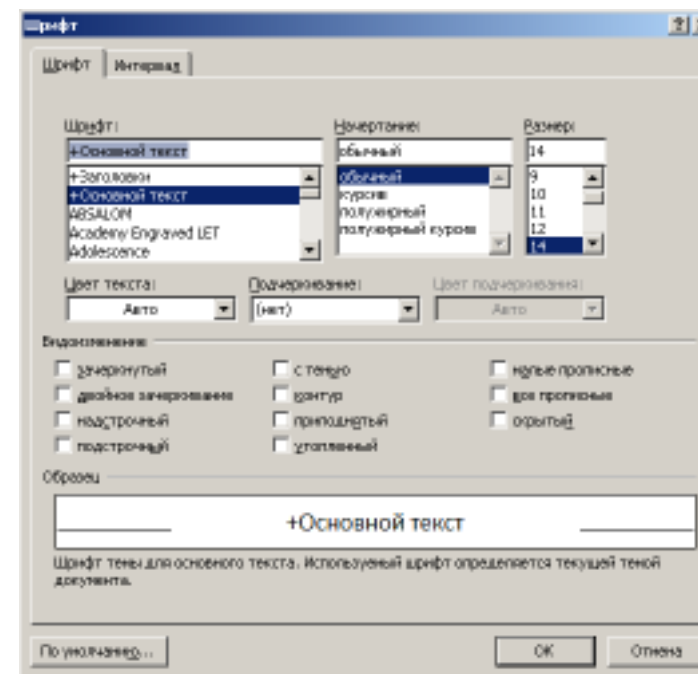 Шрифт
Шрифт Интервал
Шрифт: Начертание: Размер:
+Основной текст обычный 14
+Заголовки обычный 9
+Основной текст курсив 10
ABSALOM полужирный 11
Academy Engraved LET полужирный курсив 12
Adolescence 14
Цвет текста: Подчеркивание: Цвет подчеркивания:
Авто (нет) Авто
Видоизменение
зачеркнутый с тенью малые прописные
двойное зачеркивание контур все прописные
надстрочный приподнятый скрытый
подстрочный утопленный
Образец
+Основной текст
Шрифт темы для основного текста. Используемый шрифт определяется текущей темой
документа.
По умолчанию... ОК Отмена